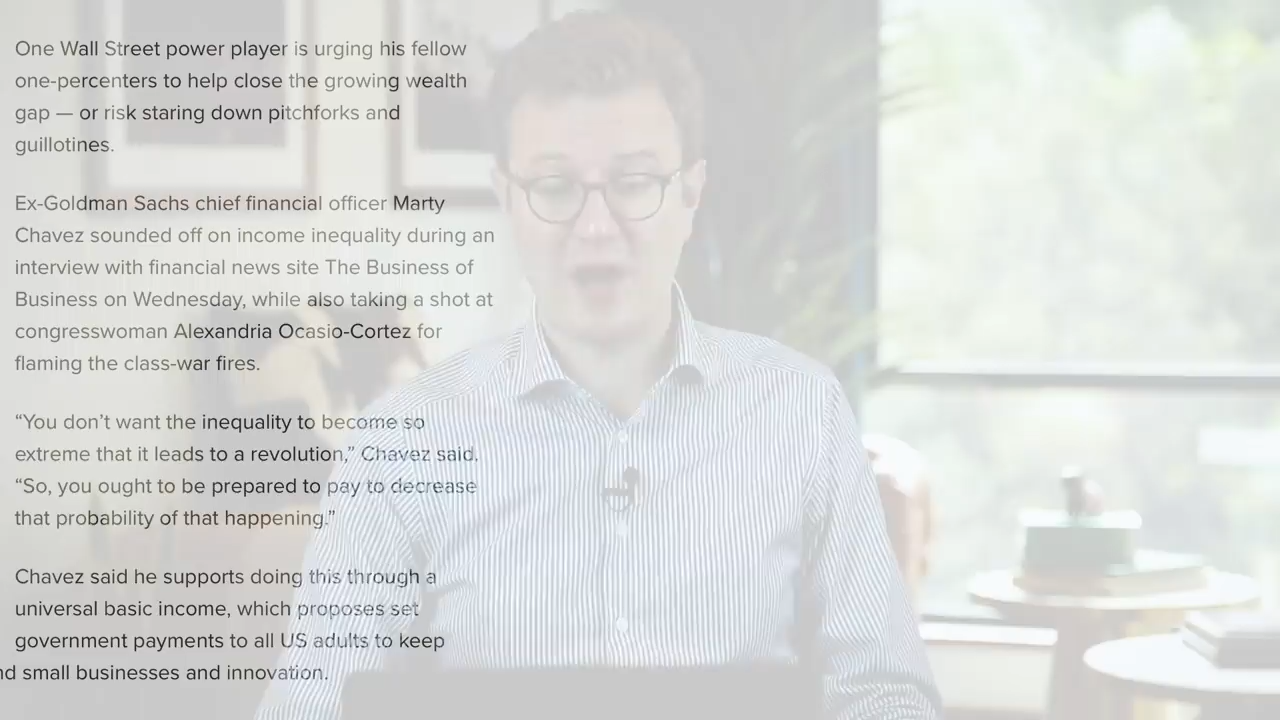 One Wall Street power player is urging his fellow
one-percenters to help close the growing wealth
gap — or risk staring down pitchforks and
guillotines.
Ex-Goldman Sachs chief financial officer Marty
Chavez sounded off on income inequality during an
interview with financial news site The Business of
Business on Wednesday, while also taking a shot at
congresswoman Alexandria Ocasio-Cortez for
flaming the class-war fires.
“You don’t want the inequality to become so
extreme that it leads to a revolution,” Chavez said.
“So, you ought to be prepared to pay to decrease
that probability of that happening.”
Chavez said he supports doing this through a
universal basic income, which proposes set
government payments to all US adults to keep
small businesses and innovation.